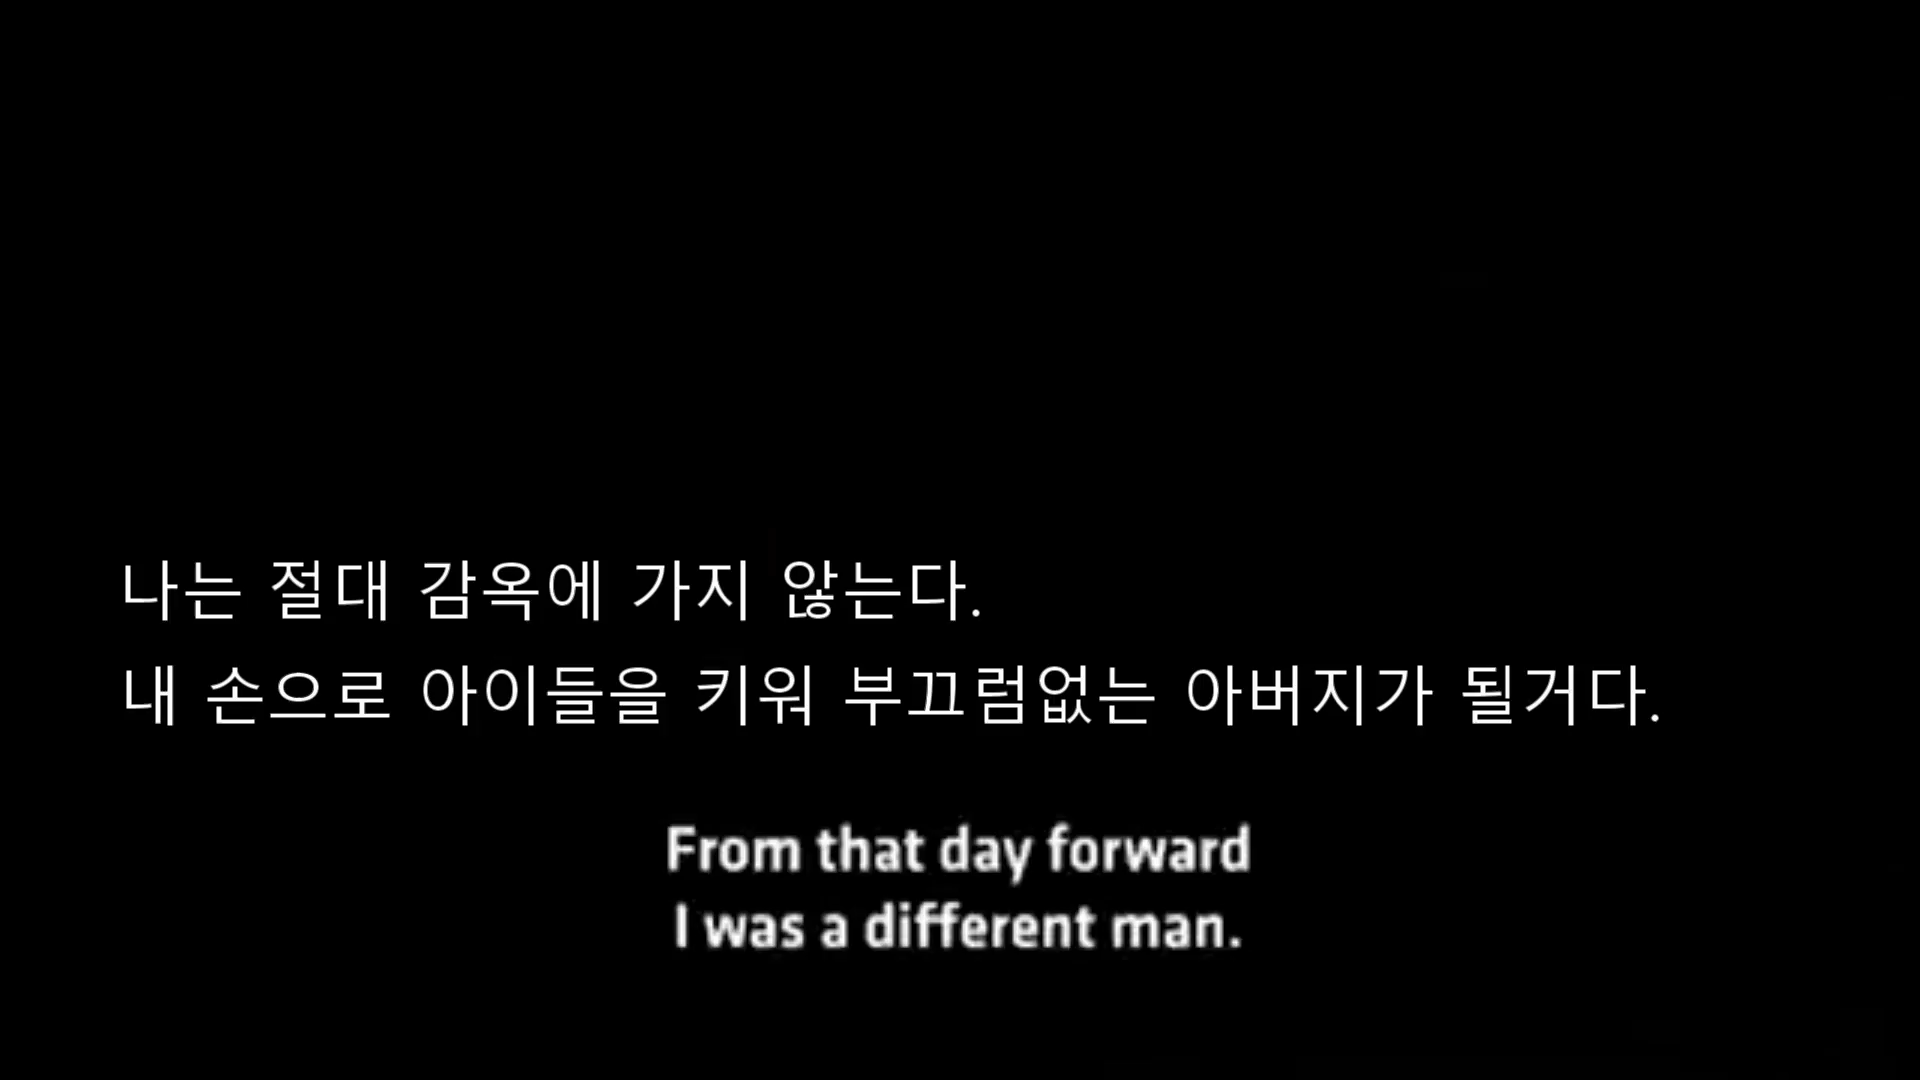 나는 절대 감옥에 가지 않는다.
내 손으로 아이들을 키워 부끄럼없는 아버지가 될거다.
From that day forward
I was a different man.